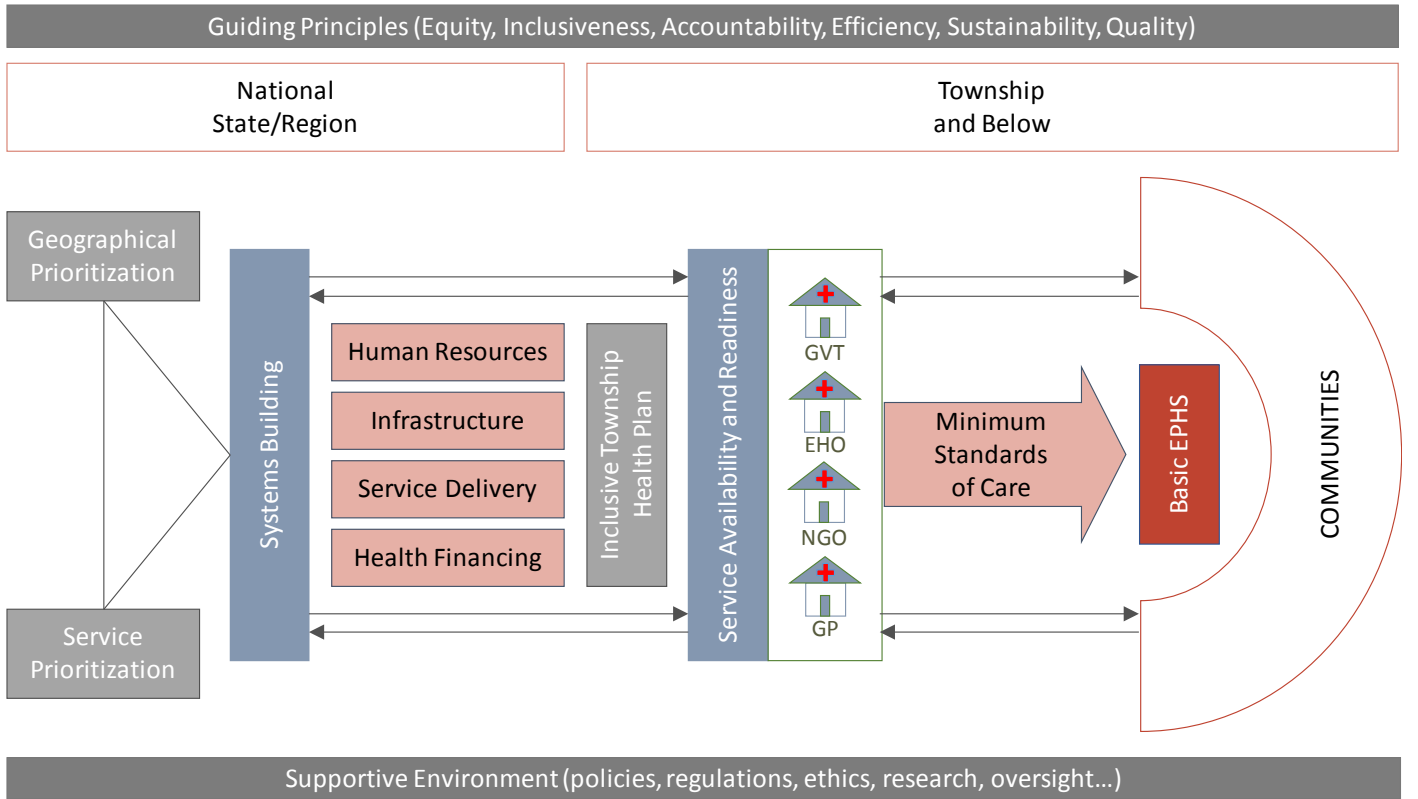 Guiding Principles (Equity, Inclusiveness, Accountability, Efficiency, Sustainability, Quality)
National
State/Region
Township
and Below
Geographical
Prioritization
Service
Prioritization
Systems Building
Human Resources
Infrastructure
Service Delivery
Health Financing
Inclusive Township
Health Plan
Service Availability and Readiness
GVT
EHO
NGO
GP
Minimum
Standards
of Care
Basic EPHS
COMMUNITIES
Supportive Environment (policies, regulations, ethics, research, oversight…)